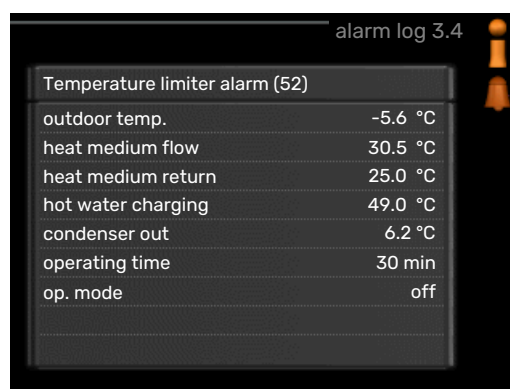 alarm log 3.4
Temperature limiter alarm (52)
outdoor temp. -5.6 °C
heat medium flow 30.5 °C
heat medium return 25.0 °C
hot water charging 49.0 °C
condenser out 6.2 °C
operating time 30 min
op. mode off